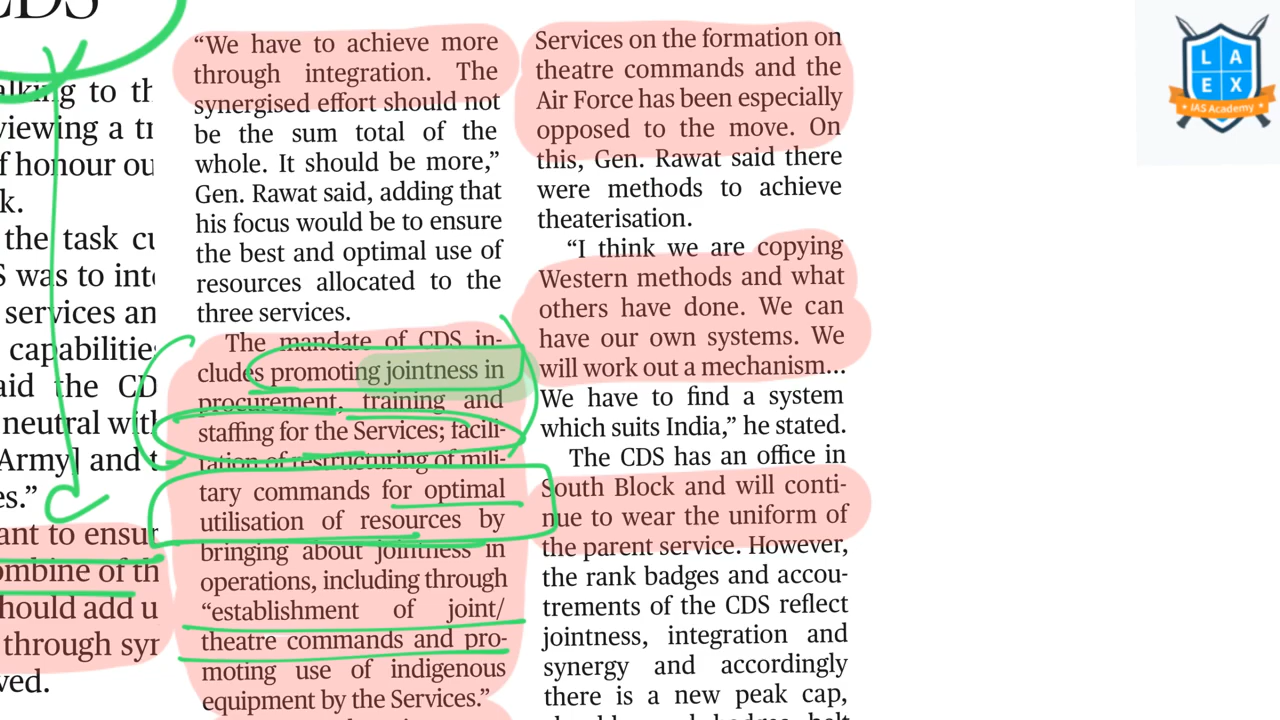 CDS
to th
viewing a tr
f honour ou
k.
the task cu
S was to inte
services an
capabilitie
aid the CD
neutral with
Army] and t
es.”
ant to ensur
ombine of th
hould add u
through syn
ved.
“We have to achieve more
through integration. The
synergised effort should not
be the sum total of the
whole. It should be more,”
Gen. Rawat said, adding that
his focus would be to ensure
the best and optimal use of
resources allocated to the
three services.
The mandate of CDS in-
cludes promoting jointness in
procurement, training and
staffing for the Services; facili-
tation of restructuring of mili-
tary commands for optimal
utilisation of resources by
bringing about jointness in
operations, including through
“establishment of joint/
theatre commands and pro-
moting use of indigenous
equipment by the Services.”
Services on the formation on
theatre commands and the
Air Force has been especially
opposed to the move. On
this, Gen. Rawat said there
were methods to achieve
theaterisation.
“I think we are copying
Western methods and what
others have done. We can
have our own systems. We
will work out a mechanism...
We have to find a system
which suits India,” he stated.
The CDS has an office in
South Block and will conti-
nue to wear the uniform of
the parent service. However,
the rank badges and accou-
trements of the CDS reflect
jointness, integration and
synergy and accordingly
there is a new peak cap,
L A
E X
IAS Academy